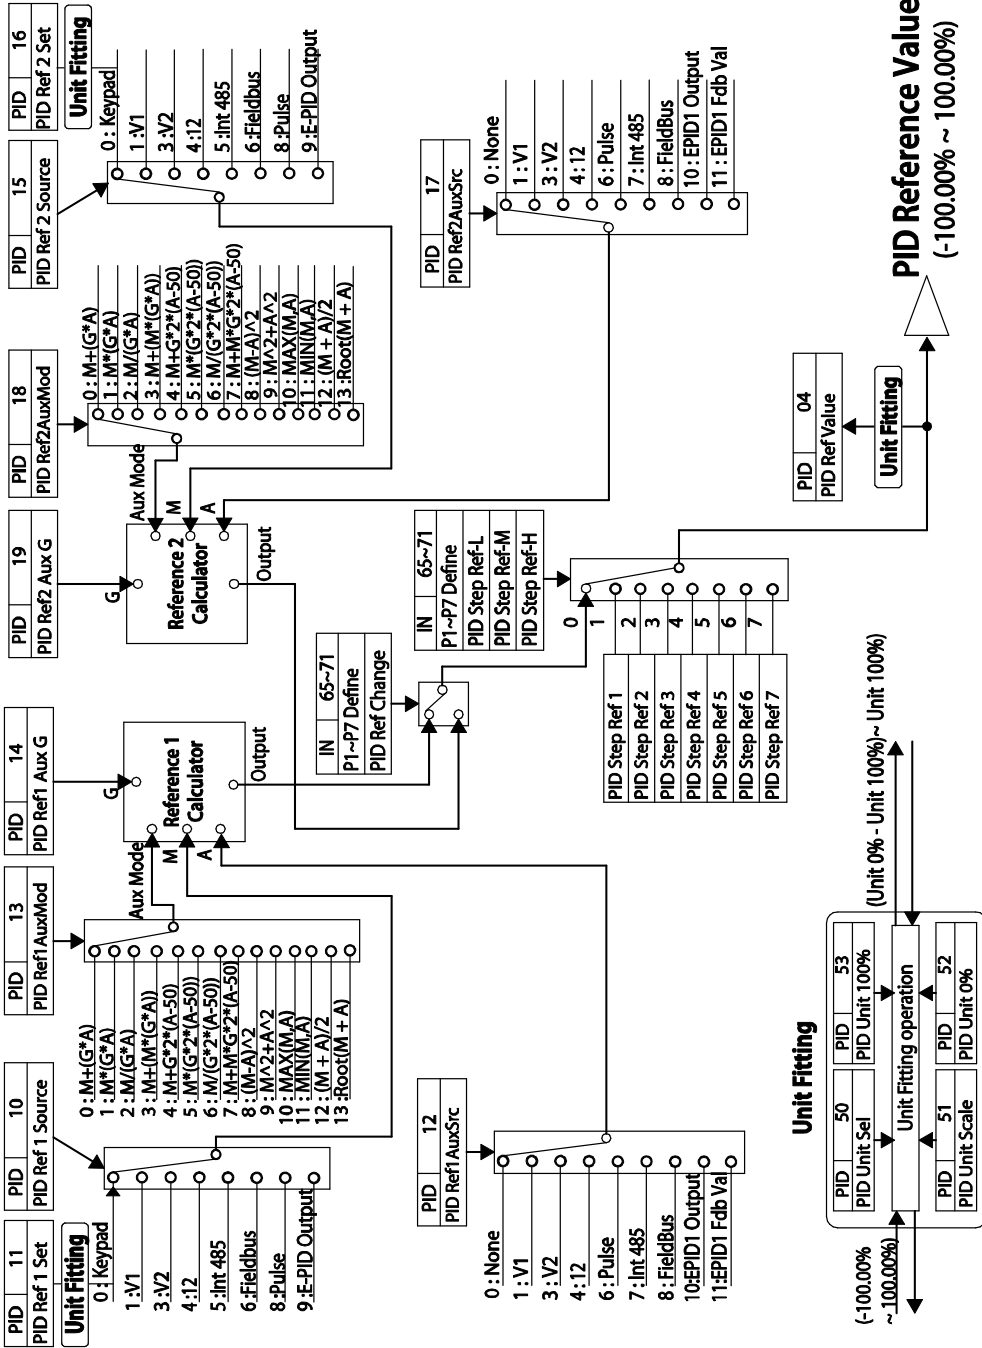 PID 11
PID Ref 1 Set
Unit Fitting
PID 10
PID Ref 1 Source
0 : Keypad
1 :V1
3 :V2
4 :12
5 :Int 485
6 :Fieldbus
8 :Pulse
9 :E-PID Output
PID 13
PID Ref1AuxMod
0 : M+(G*A)
1 : M*(G*A)
2 : M/(G*A)
3 : M+(M*(G*A))
4 : M+G*2*(A-50)
5 : M*(G*2*(A-50))
6 : M/(G*2*(A-50))
7 : M+M*G*2*(A-50)
8 : (M-A)^2
9 : M^2+A^2
10 : MAX(M,A)
11 : MIN(M,A)
12 : (M + A)/2
13 :Root(M + A)
PID 14
PID Ref1 Aux G
G
Aux Mode
M
A
Reference 1
Calculator
Output
PID 19
PID Ref2 Aux G
G
Aux Mode
M
A
Reference 2
Calculator
Output
PID 18
PID Ref2AuxMod
0 : M+(G*A)
1 : M*(G*A)
2 : M/(G*A)
3 : M+(M*(G*A))
4 : M+G*2*(A-50)
5 : M*(G*2*(A-50))
6 : M/(G*2*(A-50))
7 : M+M*G*2*(A-50)
8 : (M-A)^2
9 : M^2+A^2
10 : MAX(M,A)
11 : MIN(M,A)
12 : (M + A)/2
13 :Root(M + A)
PID 15
PID Ref 2 Source
PID 16
PID Ref 2 Set
Unit Fitting
0 : Keypad
1 :V1
3 :V2
4 :12
5 :Int 485
6 :Fieldbus
8 :Pulse
9 :E-PID Output
PID 12
PID Ref1AuxSrc
0 : None
1 : V1
3 : V2
4 : 12
6 : Pulse
7 : Int 485
8 : FieldBus
10:EPID1 Output
11 :EPID1 Fdb Val
IN 65~71
P1~P7 Define
PID Ref Change
IN 65~71
P1~P7 Define
PID Step Ref-L
PID Step Ref-M
PID Step Ref-H
PID 17
PID Ref2AuxSrc
0 : None
1 : V1
3 : V2
4 : 12
6 : Pulse
7 : Int 485
8 : FieldBus
10 : EPID1 Output
11 : EPID1 Fdb Val
0
1
2
3
4
5
6
7
PID Step Ref 1
PID Step Ref 2
PID Step Ref 3
PID Step Ref 4
PID Step Ref 5
PID Step Ref 6
PID Step Ref 7
PID 04
PID Ref Value
Unit Fitting
PID Reference Value
(-100.00% ~ 100.00%)
Unit Fitting
PID 50
PID Unit Sel
PID 53
PID Unit 100%
Unit Fitting operation
PID 51
PID Unit Scale
PID 52
PID Unit 0%
(-100.00%
~ 100.00%)
(Unit 0% - Unit 100%)~ Unit 100%)